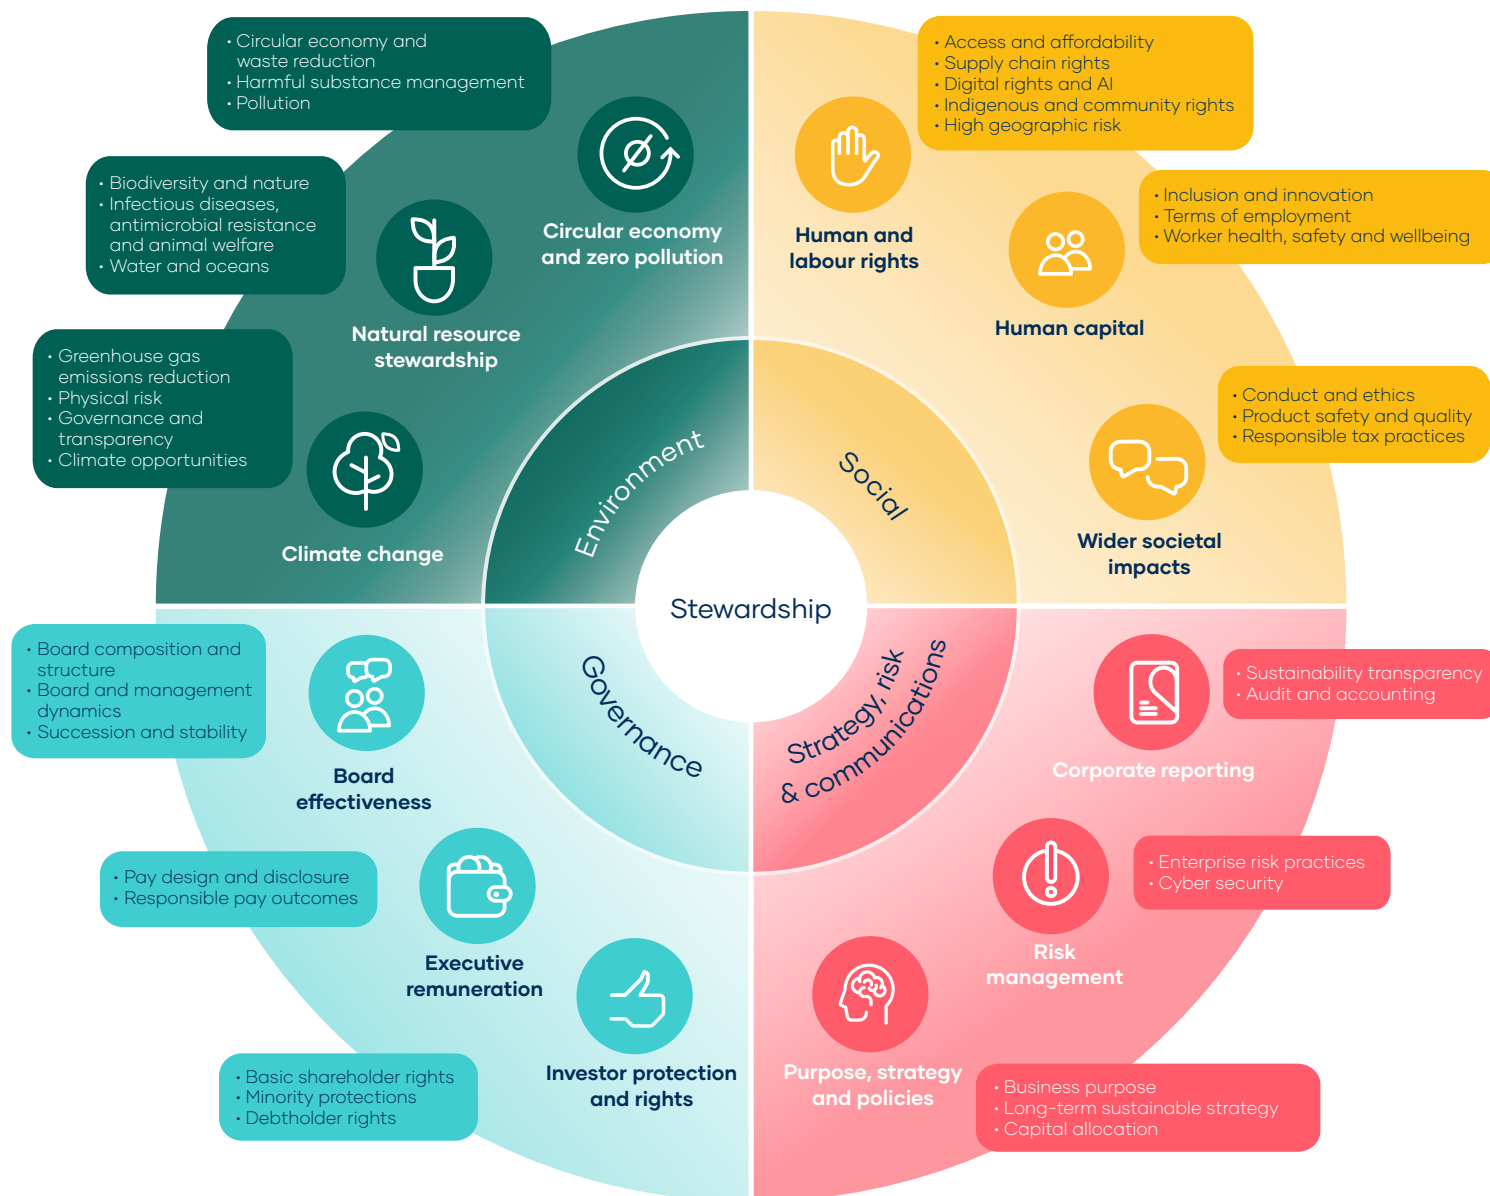 • Circular economy and
waste reduction
• Harmful substance management
• Pollution
Circular economy
and zero pollution
• Biodiversity and nature
• Infectious diseases,
antimicrobial resistance
and animal welfare
• Water and oceans
Natural resource
stewardship
• Greenhouse gas
emissions reduction
• Physical risk
• Governance and
transparency
• Climate opportunities
Climate change
Environment
• Access and affordability
• Supply chain rights
• Digital rights and AI
• Indigenous and community rights
• High geographic risk
Human and
labour rights
• Inclusion and innovation
• Terms of employment
• Worker health, safety and wellbeing
Human capital
• Conduct and ethics
• Product safety and quality
• Responsible tax practices
Wider societal
impacts
Social
Stewardship
• Board composition and
structure
• Board and management
dynamics
• Succession and stability
Board
effectiveness
• Pay design and disclosure
• Responsible pay outcomes
Executive
remuneration
• Basic shareholder rights
• Minority protections
• Debtholder rights
Investor protection
and rights
Governance
Strategy, risk
& communications
• Sustainability transparency
• Audit and accounting
Corporate reporting
• Enterprise risk practices
• Cyber security
Risk
management
Purpose, strategy
and policies
• Business purpose
• Long-term sustainable strategy
• Capital allocation